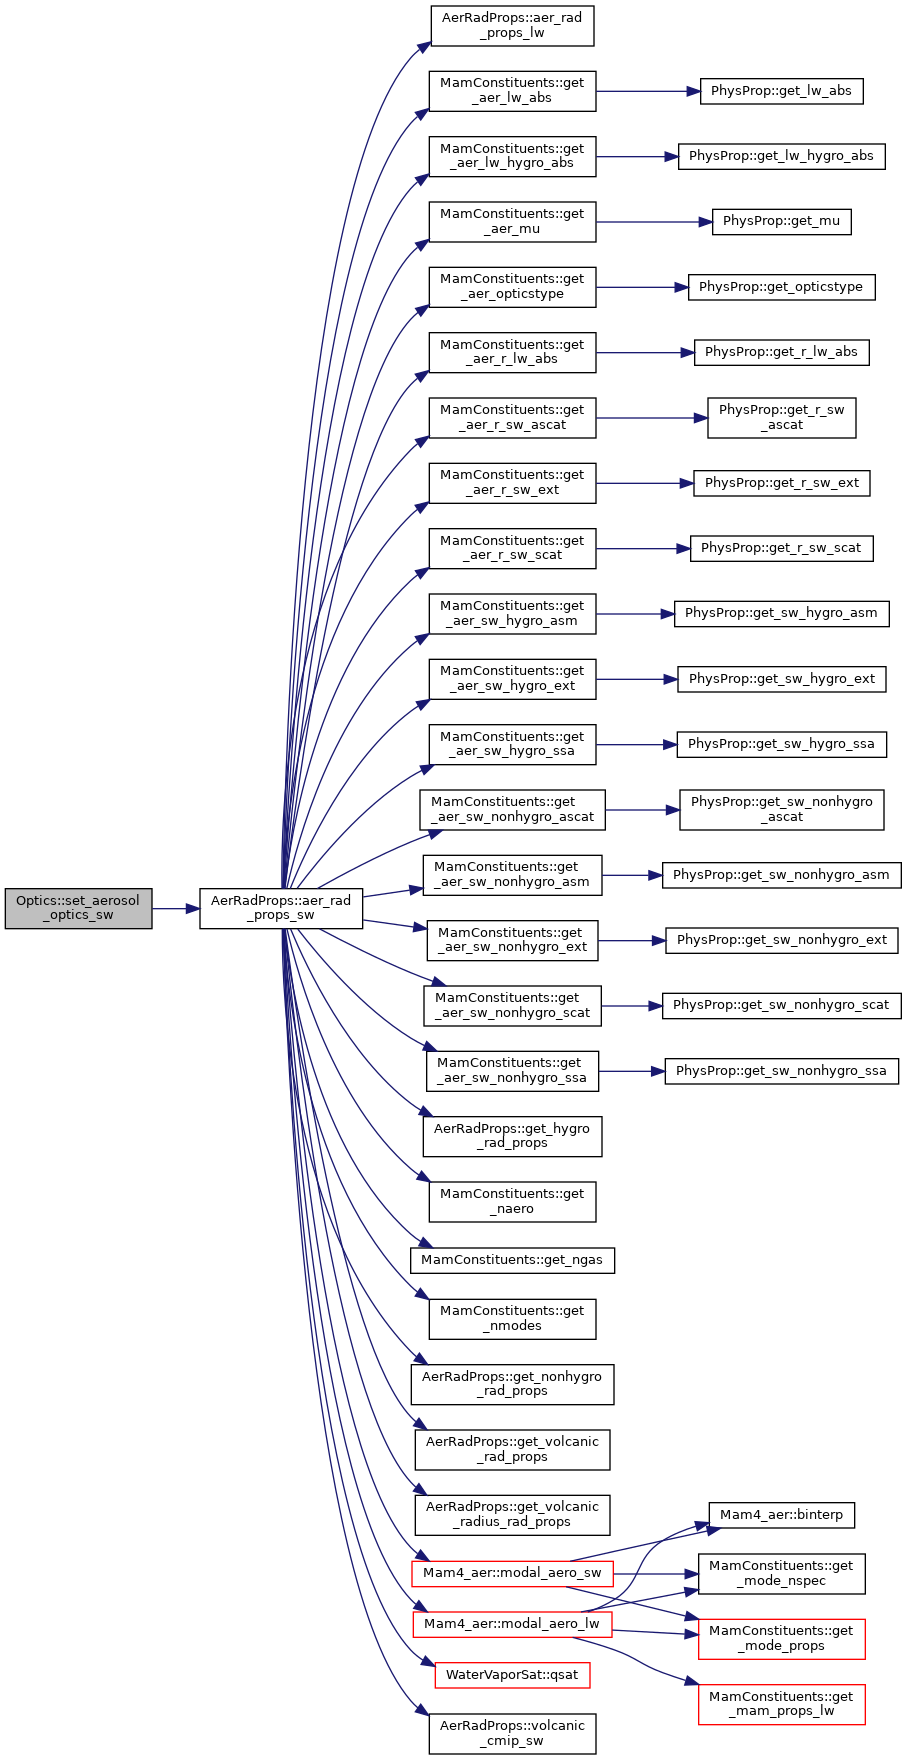 AerRadProps::aer_rad
_props_lw
MamConstituents::get
_aer_lw_abs
PhysProp::get_lw_abs
MamConstituents::get
_aer_lw_hygro_abs
PhysProp::get_lw_hygro_abs
MamConstituents::get
_aer_mu
PhysProp::get_mu
MamConstituents::get
_aer_opticstype
PhysProp::get_opticstype
MamConstituents::get
_aer_r_lw_abs
PhysProp::get_r_lw_abs
MamConstituents::get
_aer_r_sw_ascat
PhysProp::get_r_sw
_ascat
MamConstituents::get
_aer_r_sw_ext
PhysProp::get_r_sw_ext
MamConstituents::get
_aer_r_sw_scat
PhysProp::get_r_sw_scat
MamConstituents::get
_aer_sw_hygro_asm
PhysProp::get_sw_hygro_asm
MamConstituents::get
_aer_sw_hygro_ext
PhysProp::get_sw_hygro_ext
MamConstituents::get
_aer_sw_hygro_ssa
PhysProp::get_sw_hygro_ssa
MamConstituents::get
_aer_sw_nonhygro_ascat
PhysProp::get_sw_nonhygro
_ascat
MamConstituents::get
_aer_sw_nonhygro_asm
PhysProp::get_sw_nonhygro_asm
Optics::set_aerosol
_optics_sw
AerRadProps::aer_rad
_props_sw
MamConstituents::get
_aer_sw_nonhygro_ext
PhysProp::get_sw_nonhygro_ext
MamConstituents::get
_aer_sw_nonhygro_scat
PhysProp::get_sw_nonhygro_scat
MamConstituents::get
_aer_sw_nonhygro_ssa
PhysProp::get_sw_nonhygro_ssa
AerRadProps::get_hygro
_rad_props
MamConstituents::get
_naero
MamConstituents::get_ngas
MamConstituents::get
_nmodes
AerRadProps::get_nonhygro
_rad_props
AerRadProps::get_volcanic
_rad_props
AerRadProps::get_volcanic
_radius_rad_props
Mam4_aer::binterp
Mam4_aer::modal_aero_sw
MamConstituents::get
_mode_nspec
Mam4_aer::modal_aero_lw
MamConstituents::get
_mode_props
WaterVaporSat::qsat
MamConstituents::get
_mam_props_lw
AerRadProps::volcanic
_cmip_sw